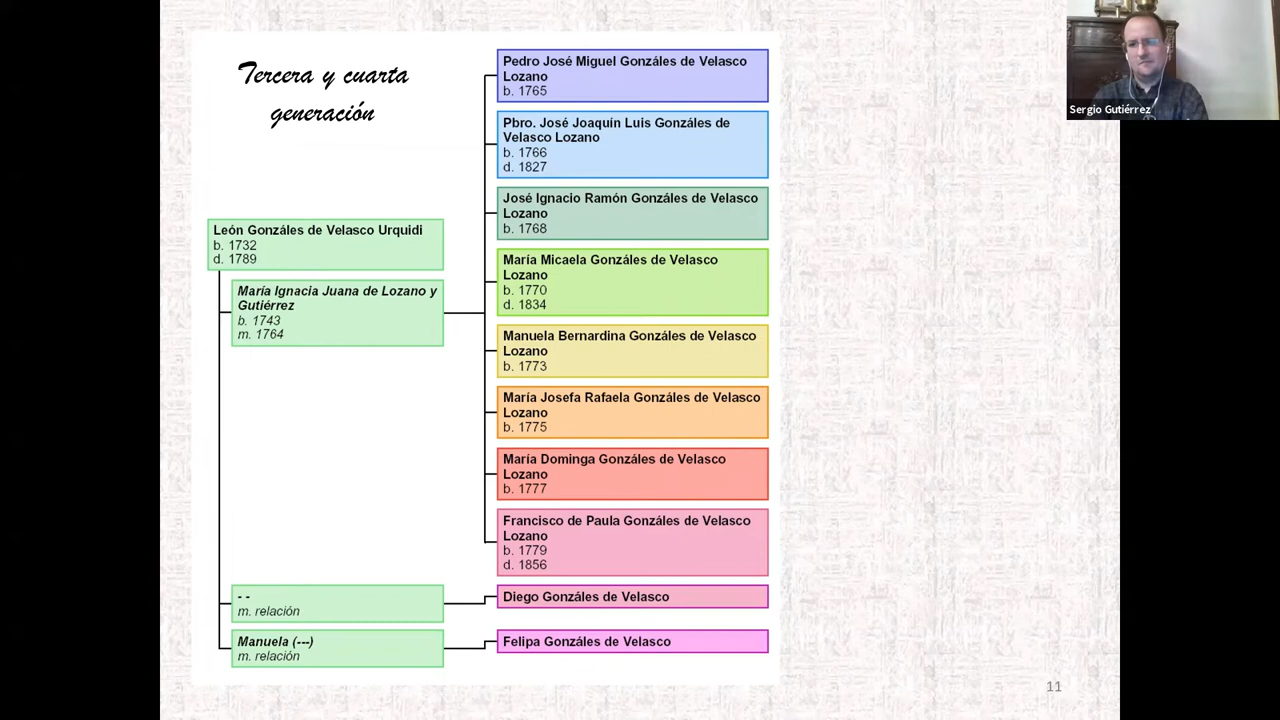 Tercera y cuarta
generación
León Gonzáles de Velasco Urquidi
b. 1732
d. 1789
María Ignacia Juana de Lozano y
Gutiérrez
b. 1743
m. 1764
- -
m. relación
Manuela (---)
m. relación
Pedro José Miguel Gonzáles de Velasco
Lozano
b. 1765
Pbro. José Joaquín Luis Gonzáles de
Velasco Lozano
b. 1766
d. 1827
José Ignacio Ramón Gonzáles de Velasco
Lozano
b. 1768
María Micaela Gonzáles de Velasco
Lozano
b. 1770
d. 1834
Manuela Bernardina Gonzáles de Velasco
Lozano
b. 1773
María Josefa Rafaela Gonzáles de Velasco
Lozano
b. 1775
María Dominga Gonzáles de Velasco
Lozano
b. 1777
Francisco de Paula Gonzáles de Velasco
Lozano
b. 1779
d. 1856
Diego Gonzáles de Velasco
Felipa Gonzáles de Velasco
Sergio Gutiérrez
11